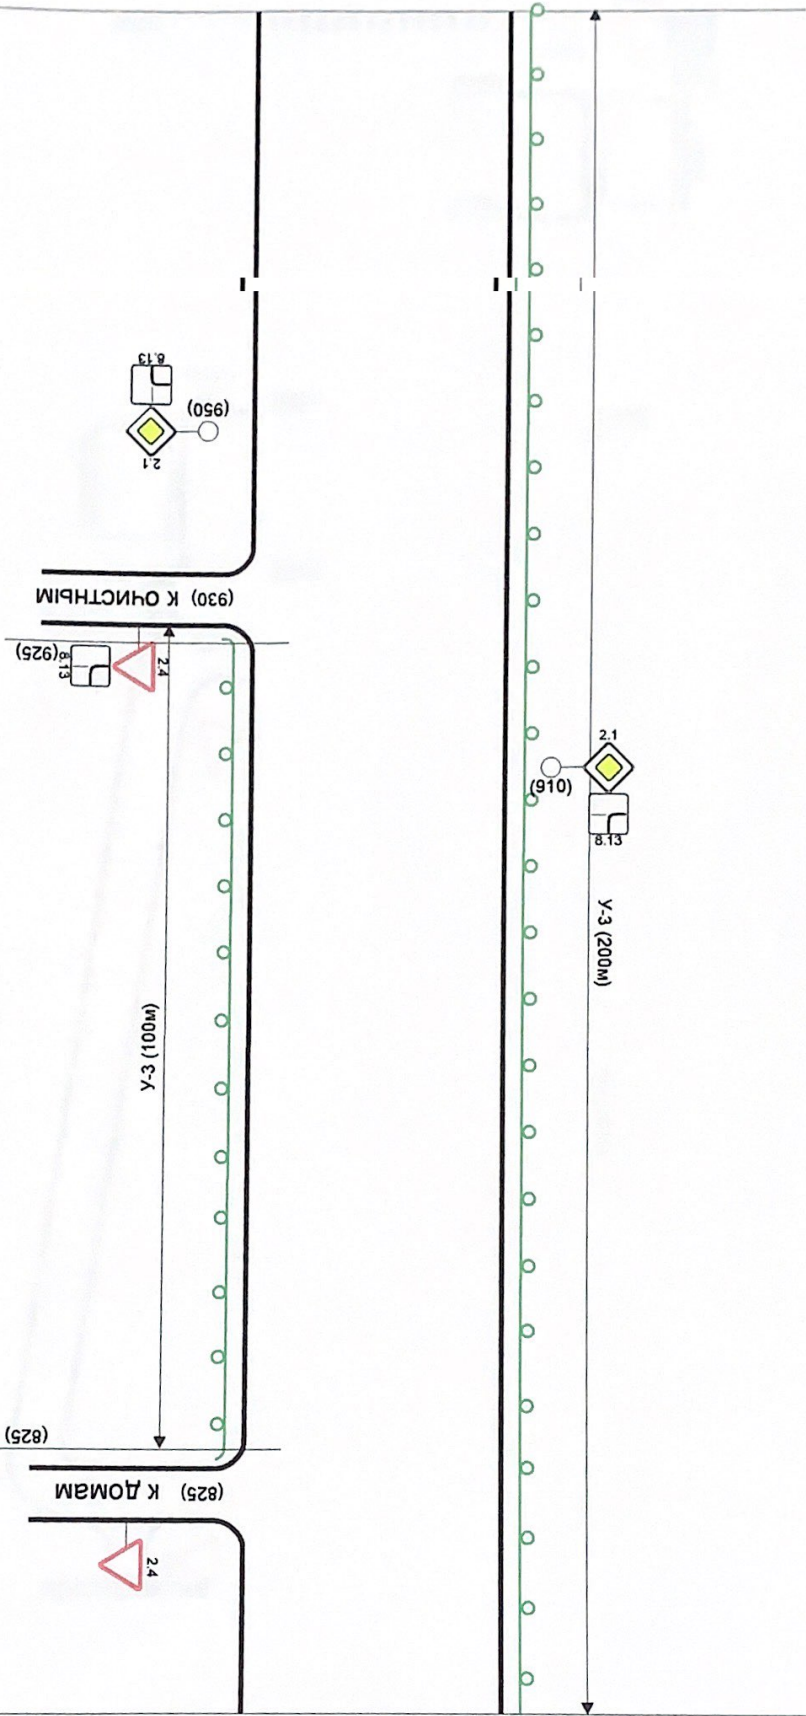 8.13
(950)
2.1
(930) К ОЧИСТНЫМ
(925)
8.13
2.4
2.1
(910)
8.13
У-3 (200м)
У-3 (100м)
(825)
(825) К ДОМАМ
2.4